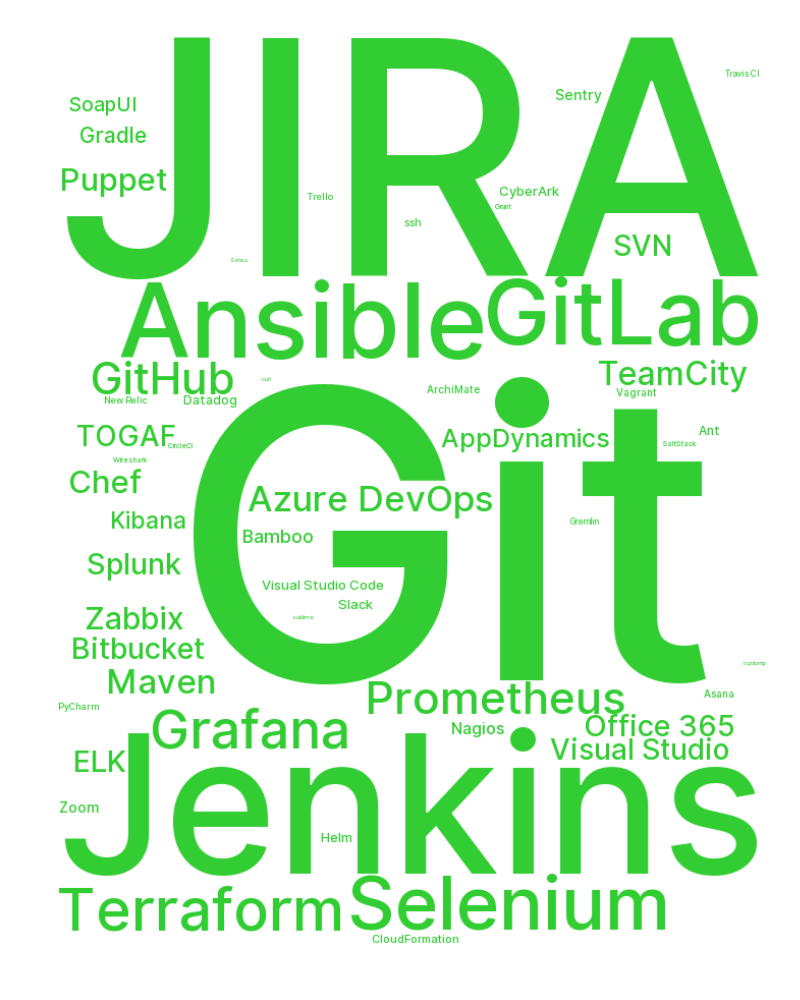 JIRA
Travis CI
Sentry
SoapUI
Gradle
Puppet
CyberArk
Trello
Grunt
ssh
SVN
Sensu
Ansible
GitLab
GitHub
TeamCity
curl
ArchiMate
Vagrant
New Relic
Datadog
TOGAF
AppDynamics
Ant
CircleCI
SaltStack
Wireshark
Chef
Git
Azure DevOps
Kibana
Gremlin
Bamboo
Splunk
Visual Studio Code
Slack
Zabbix
sublime
Bitbucket
tcpdump
Maven
Prometheus
Asana
PyCharm
Grafana
Nagios
Office 365
Visual Studio
ELK
Jenkins
Zoom
Helm
Terraform
Selenium
CloudFormation